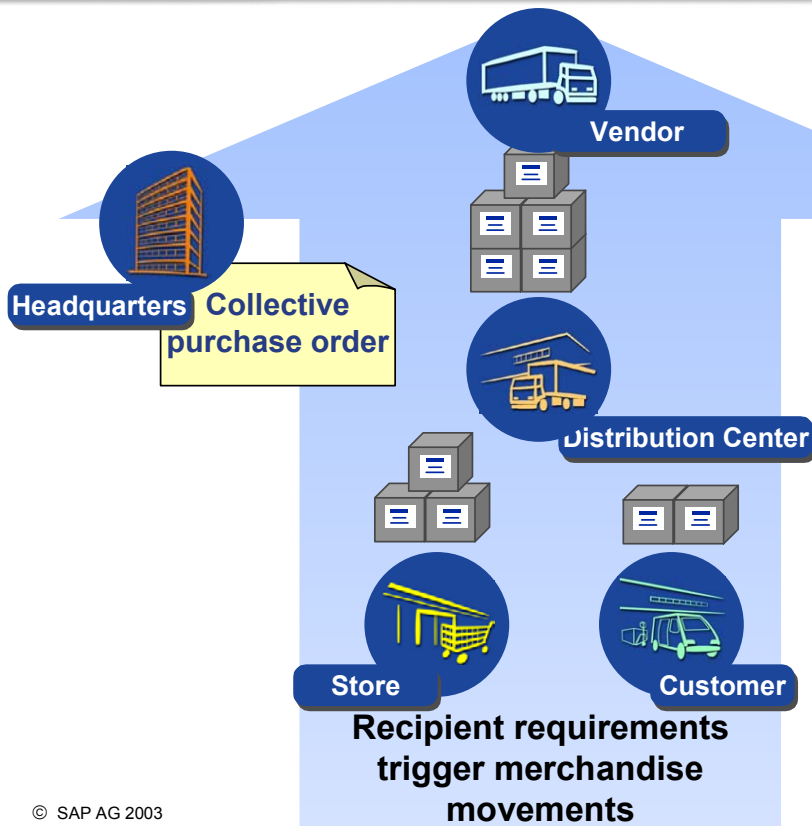 Vendor
Headquarters
Collective
purchase order
Distribution Center
Store
Customer
Recipient requirements
trigger merchandise
movements
© SAP AG 2003